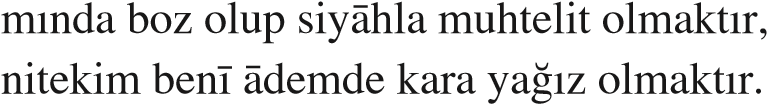 mında boz olup siyāhla muhtelit olmaktır,
nitekim benī ādemde kara yağız olmaktır.